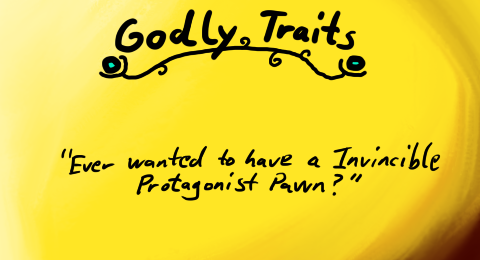 Godly Traits
"Ever wanted to have a Invincible
Protagonist Pawn?"